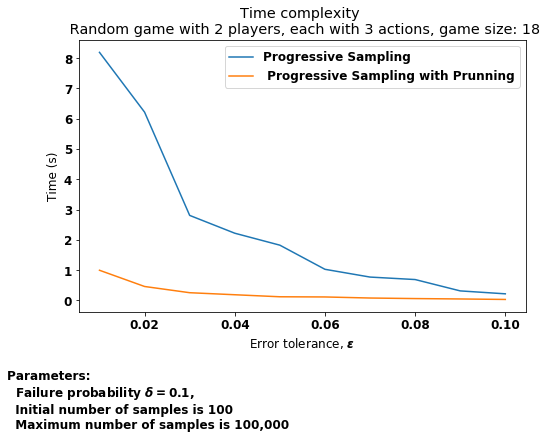 Time complexity
Random game with 2 players, each with 3 actions, game size: 18
Progressive Sampling
Progressive Sampling with Prunning
8
7
6
5
4
3
2
1
0
Time (s)
0.02 0.04 0.06 0.08 0.10
Error tolerance, ε
Parameters:
Failure probability δ = 0.1,
Initial number of samples is 100
Maximum number of samples is 100,000